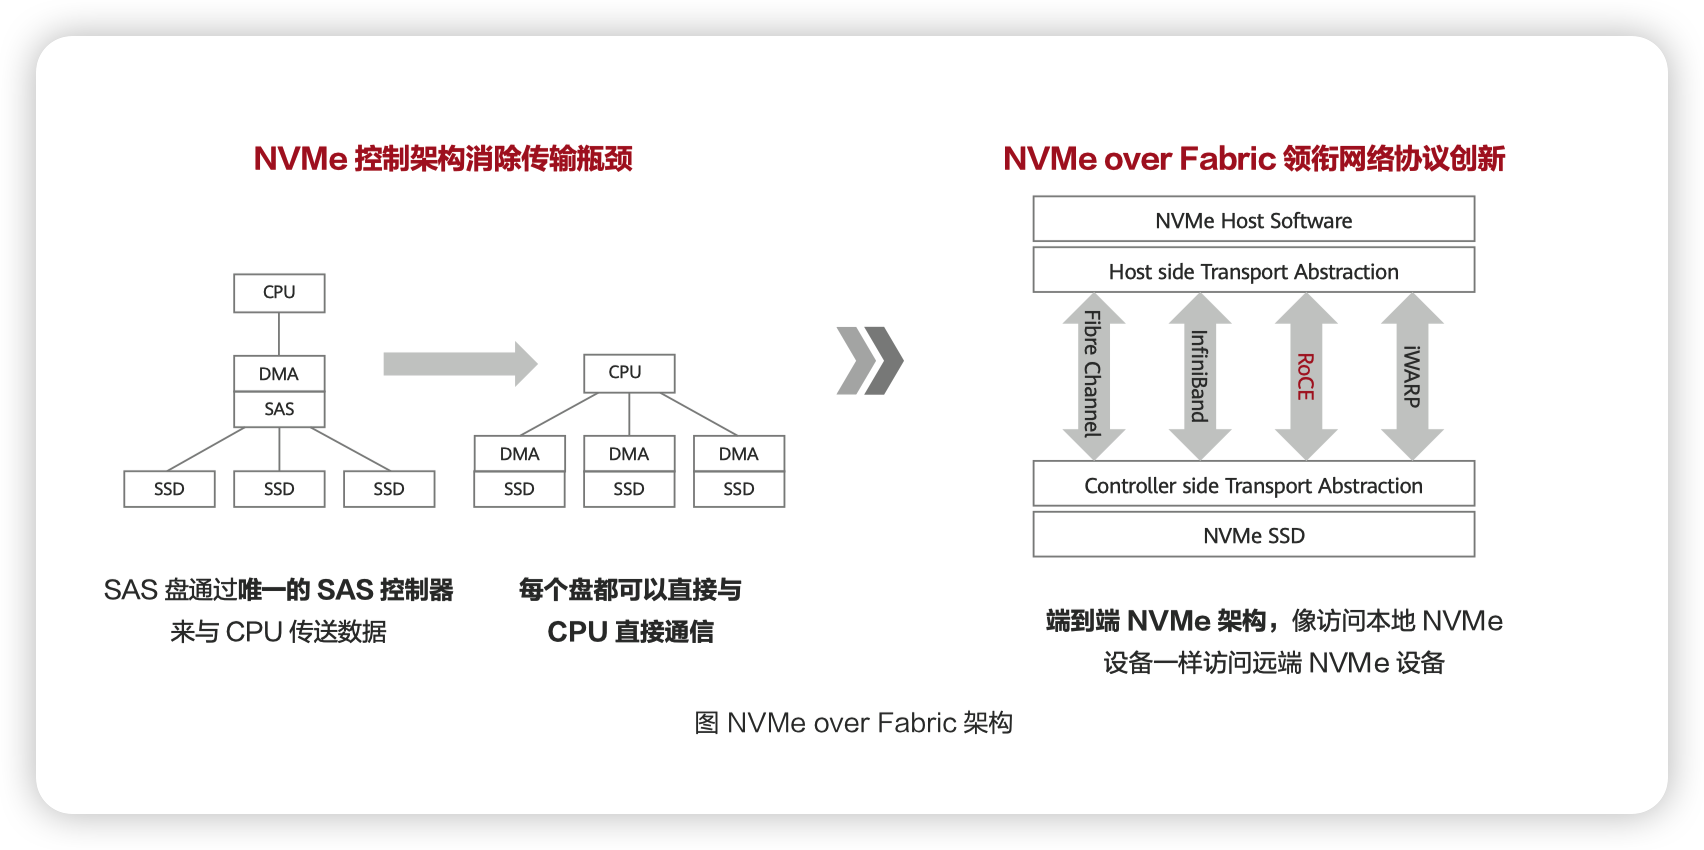 NVMe 控制架构消除传输瓶颈
CPU
DMA
SAS
SSD
SSD
SSD
CPU
DMA
DMA
DMA
SSD
SSD
SSD
SAS 盘通过唯一的 SAS 控制器
来与 CPU 传送数据
每个盘都可以直接与
CPU 直接通信
NVMe over Fabric 领衔网络协议创新
NVMe Host Software
Host side Transport Abstraction
Fibre Channel
InfiniBand
RoCE
iWARP
Controller side Transport Abstraction
NVMe SSD
端到端 NVMe 架构，像访问本地 NVMe
设备一样访问远端 NVMe 设备
图 NVMe over Fabric 架构